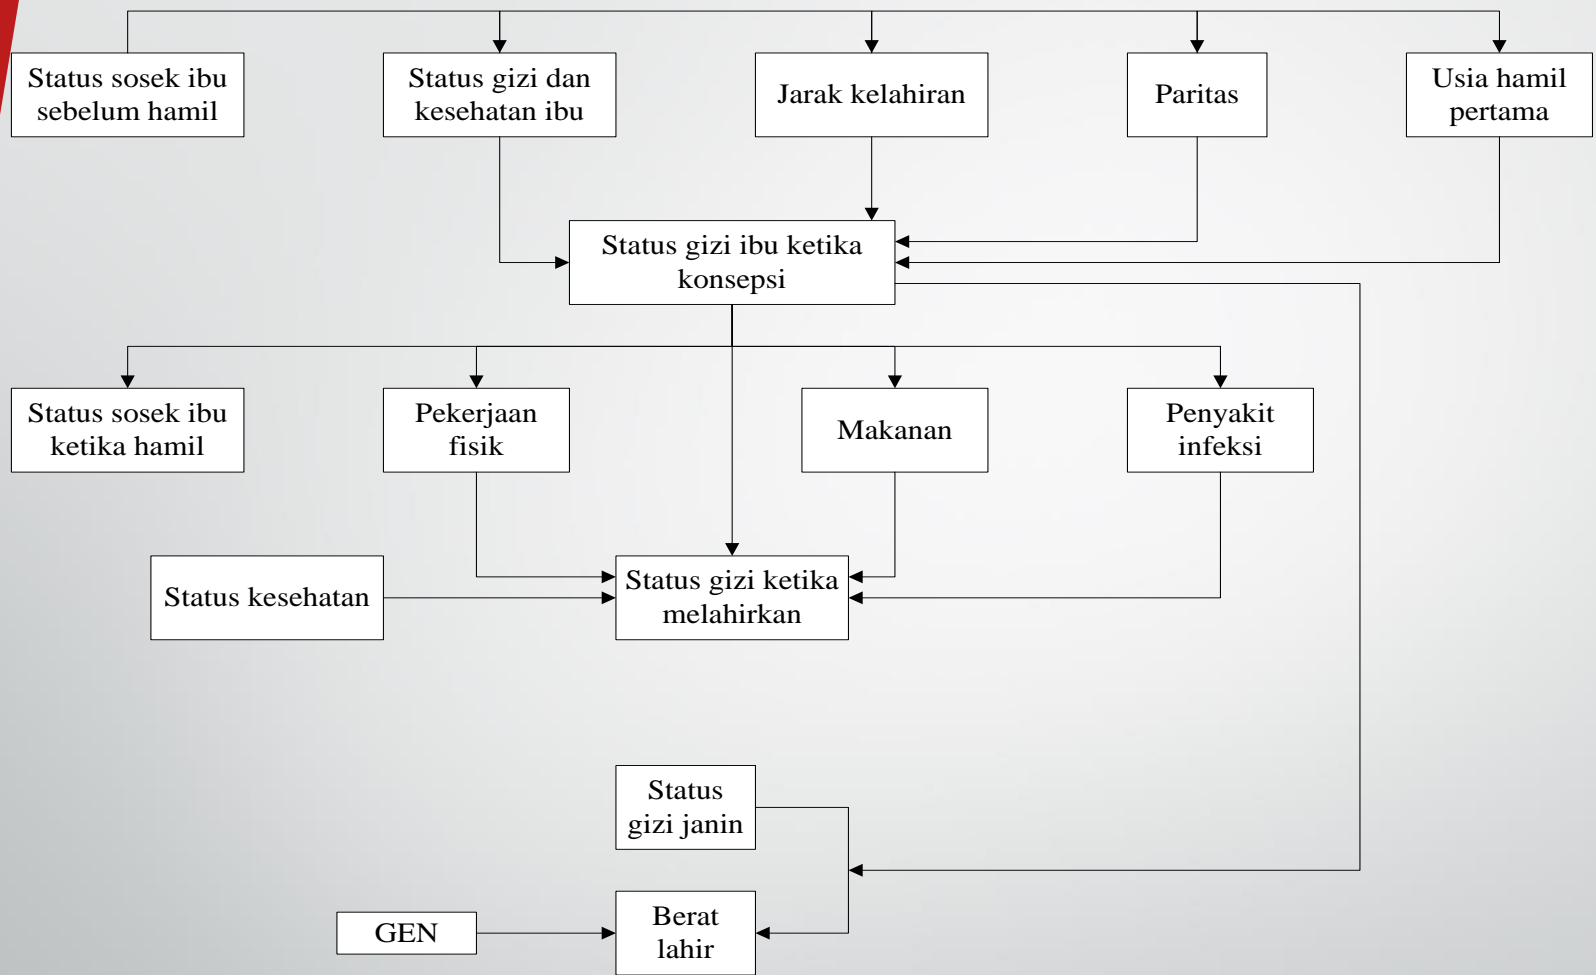 Status sosek ibu
sebelum hamil
Status gizi dan
kesehatan ibu
Jarak kelahiran
Paritas
Usia hamil
pertama
Status gizi ibu ketika
konsepsi
Status sosek ibu
ketika hamil
Pekerjaan
fisik
Makanan
Penyakit
infeksi
Status kesehatan
Status gizi ketika
melahirkan
Status
gizi janin
GEN
Berat
lahir